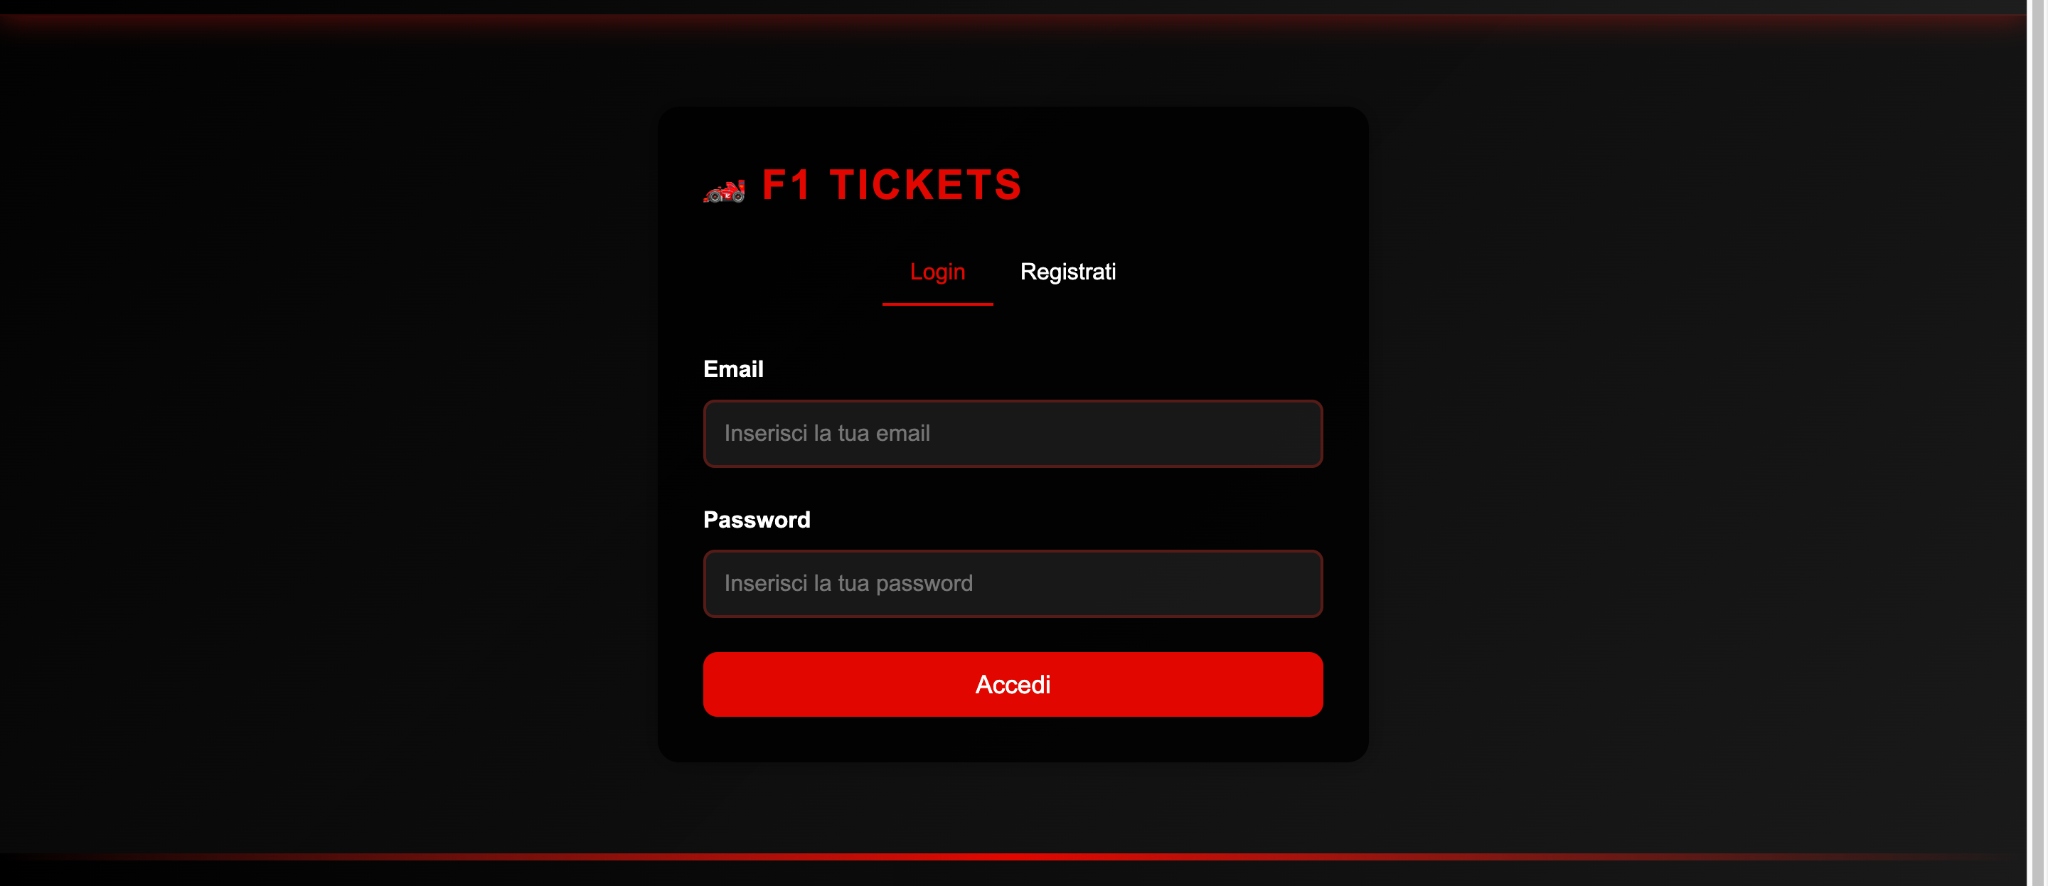 F1 TICKETS
Login Registrati
Email
Inserisci la tua email
Password
Inserisci la tua password
Accedi